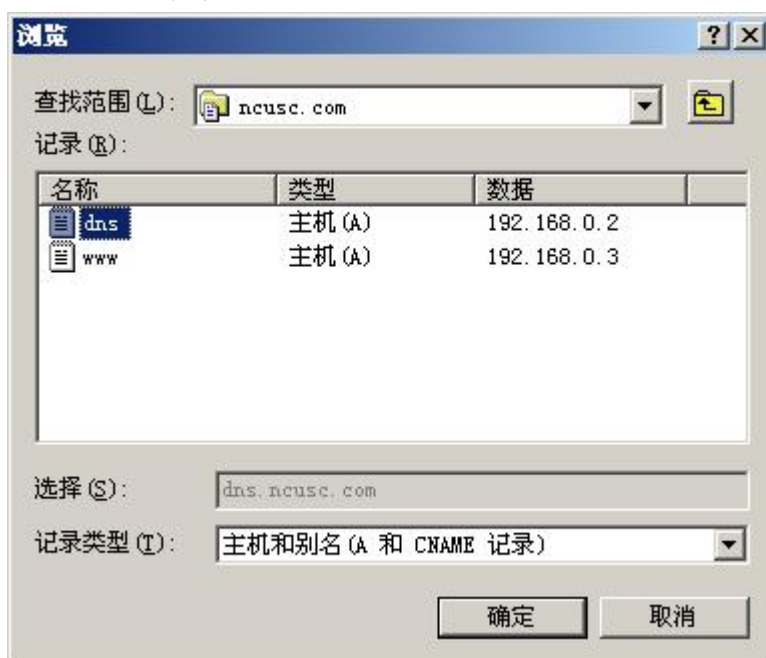 浏览
查找范围(L): ncusc.com
记录(R):
名称 类型 数据
dns 主机(A) 192.168.0.2
www 主机(A) 192.168.0.3
选择(S): dns.ncusc.com
记录类型(T): 主机和别名(A 和 CNAME 记录)
确定 取消